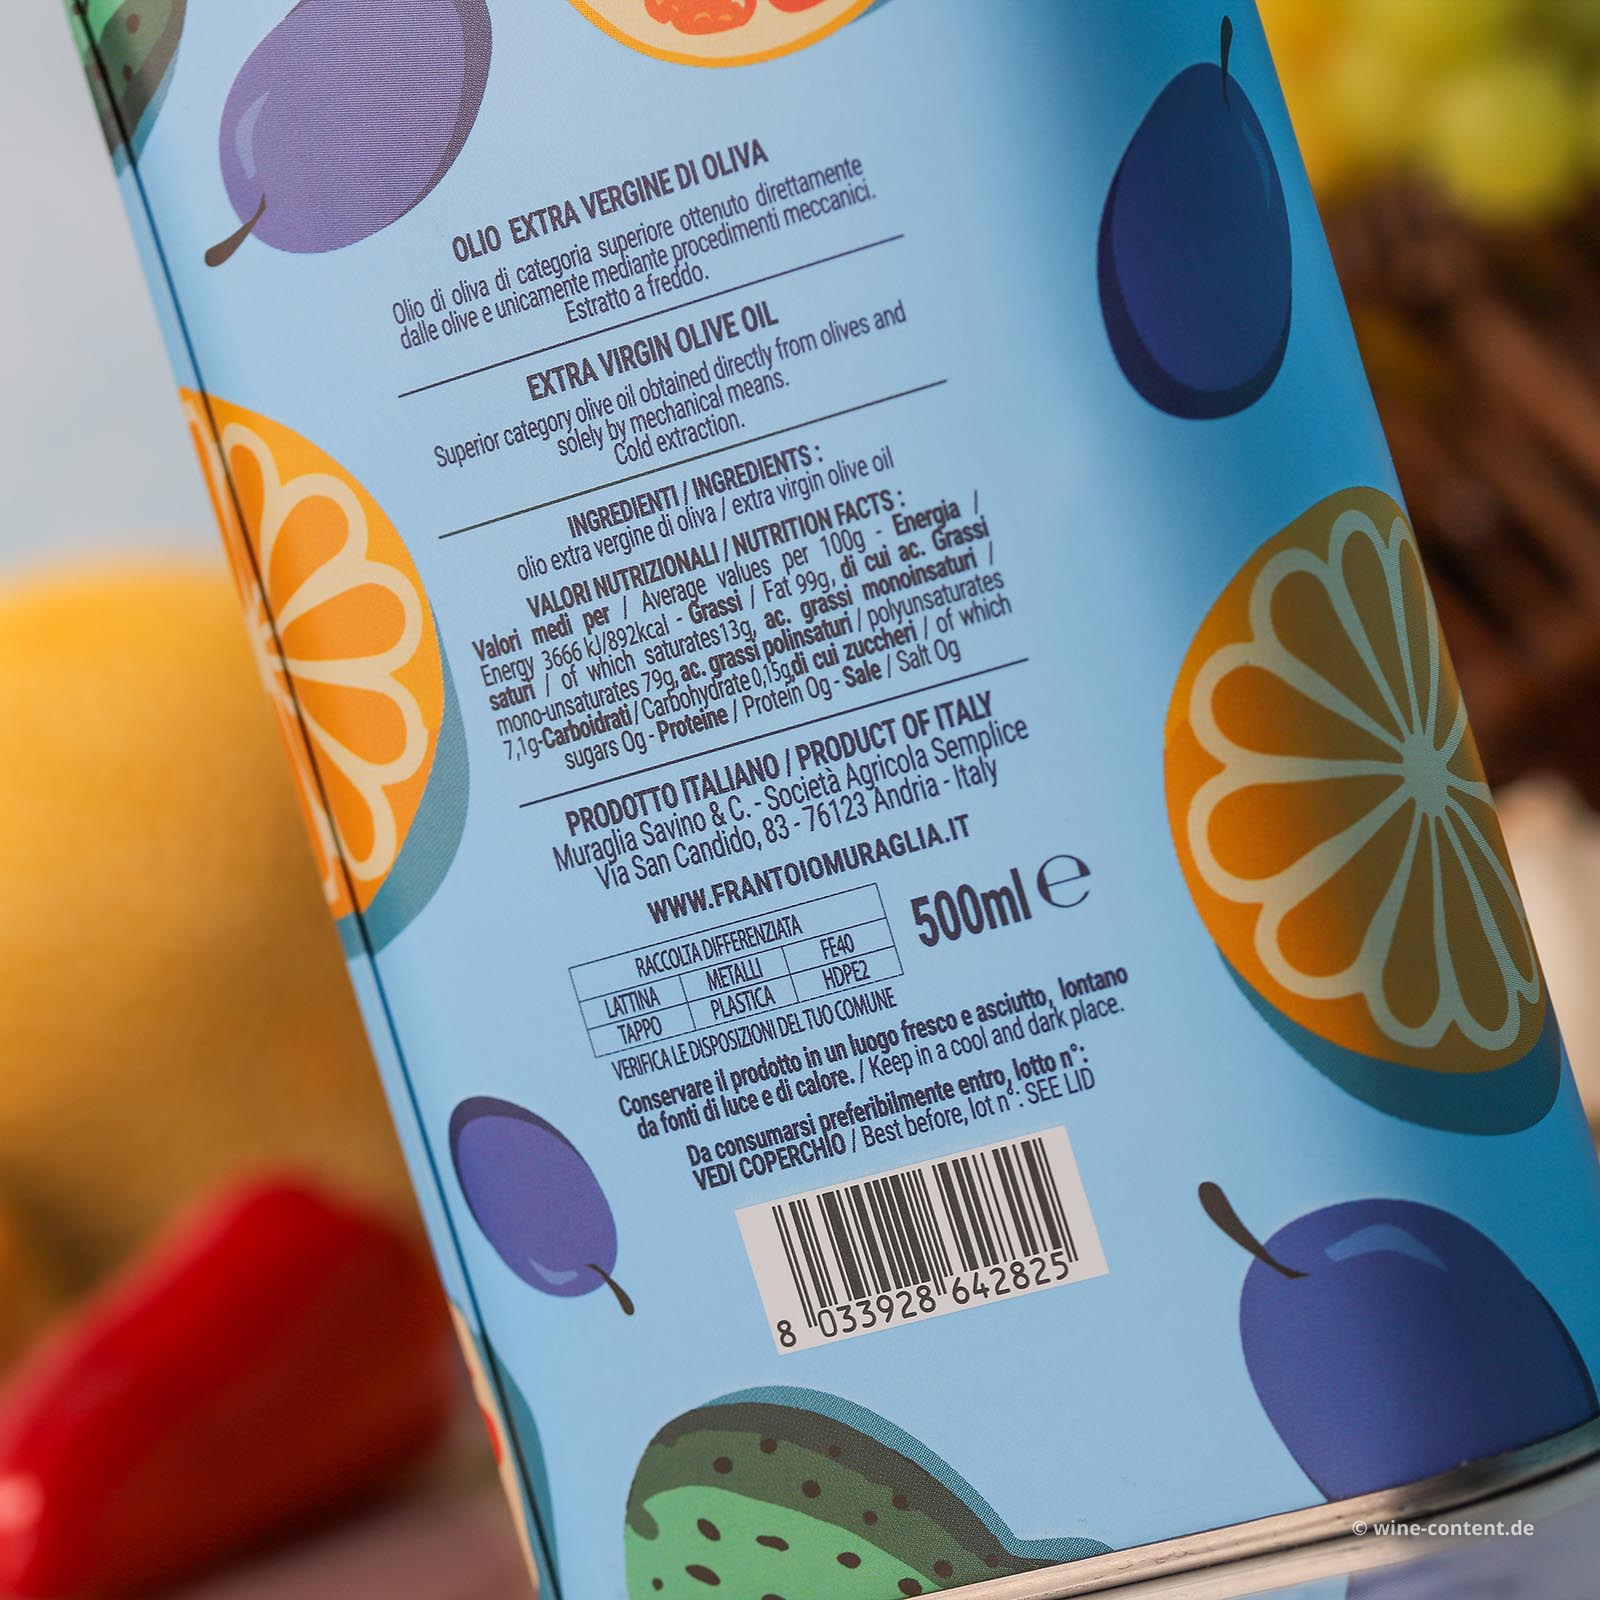 OLIO EXTRA VERGINE DI OLIVA
Olio di oliva di categoria superiore ottenuto direttamente
dalle olive e unicamente mediante procedimenti meccanici.
Estratto a freddo.
EXTRA VIRGIN OLIVE OIL
Superior category olive oil obtained directly from olives and
solely by mechanical means.
Cold extraction.
INGREDIENTI / INGREDIENTS :
olio extra vergine di oliva / extra virgin olive oil
VALORI NUTRIZIONALI / NUTRITION FACTS :
Valori medi per / Average values per 100g - Energia /
Energy 3666 kJ/892kcal - Grassi / Fat 99g, di cui ac. Grassi
saturi / of which saturates13g, ac. grassi monoinsaturi /
mono-unsaturates 79g, ac. grassi polinsaturi / polyunsaturates
7,1g-Carboidrati / Carbohydrate 0,15g,di cui zuccheri / of which
sugars 0g - Proteine / Protein 0g - Sale / Salt 0g
PRODOTTO ITALIANO / PRODUCT OF ITALY
Muraglia Savino & C. - Società Agricola Semplice
Via San Candido, 83 - 76123 Andria - Italy
WWW.FRANTOIOMURAGLIA.IT
500ml e
RACCOLTA DIFFERENZIATA
LATTINA METALLI FE40
TAPPO PLASTICA HDPE2
VERIFICA LE DISPOSIZIONI DEL TUO COMUNE
Conservare il prodotto in un luogo fresco e asciutto, lontano
da fonti di luce e di calore. / Keep in a cool and dark place.
Da consumarsi preferibilmente entro, lotto n°:
VEDI COPERCHIO / Best before, lot n°: SEE LID
8 033928 642825
© wine-content.de